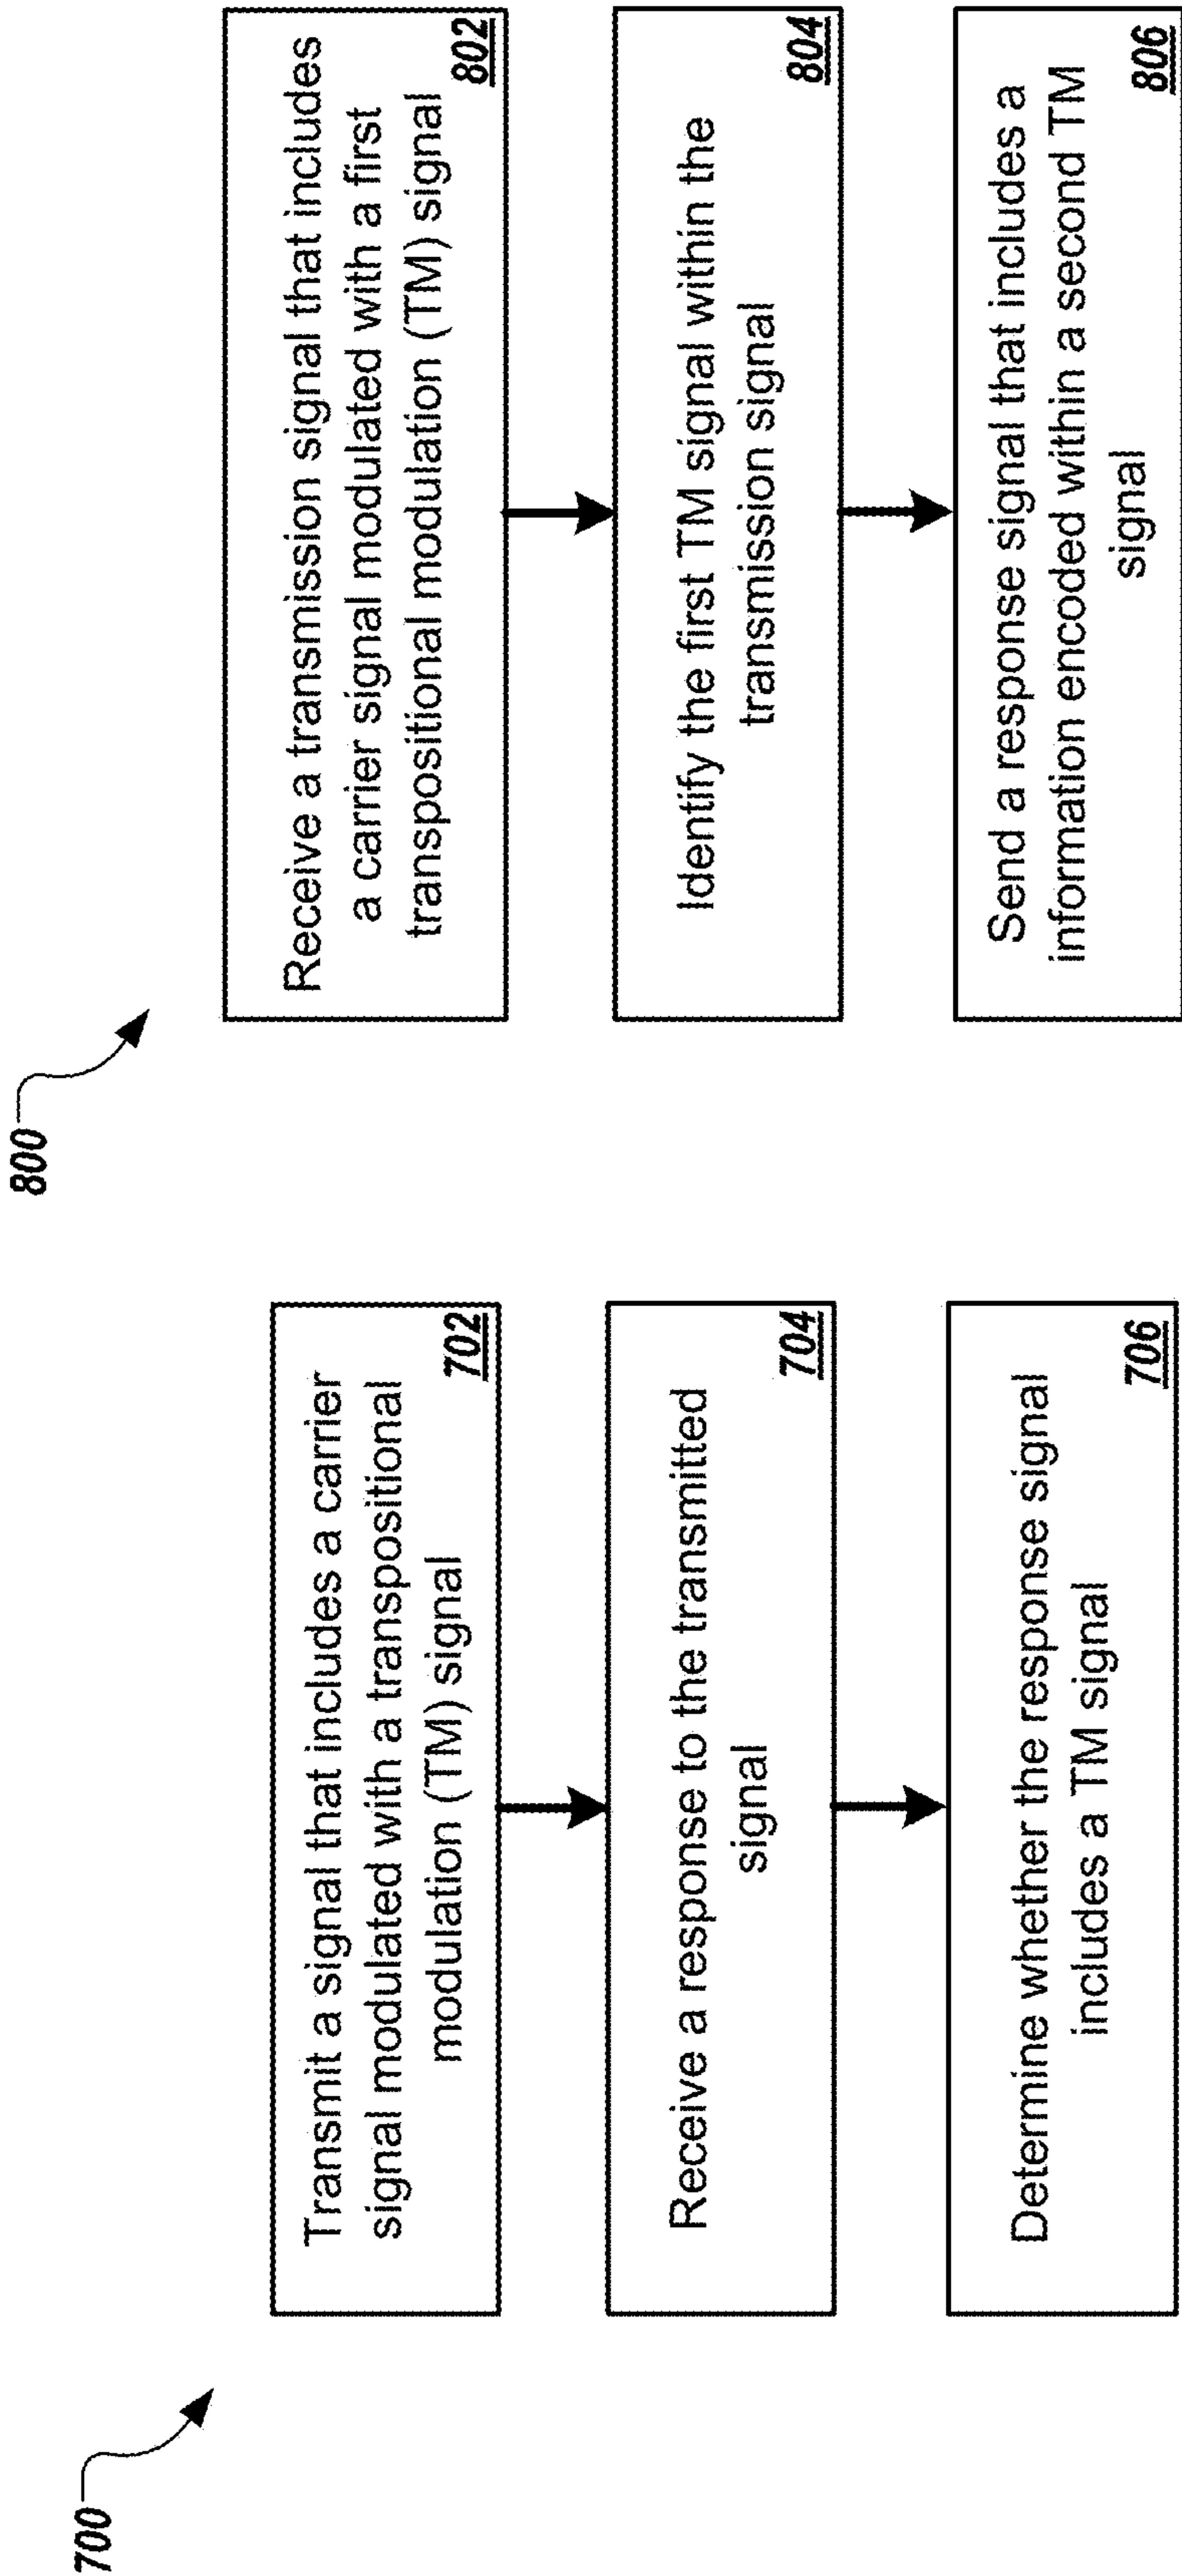 700
Transmit a signal that includes a carrier
signal modulated with a transpositional
modulation (TM) signal
702
Receive a response to the transmitted
signal
704
Determine whether the response signal
includes a TM signal
706
800
Receive a transmission signal that includes
a carrier signal modulated with a first
transpositional modulation (TM) signal
802
Identify the first TM signal within the
transmission signal
804
Send a response signal that includes a
information encoded within a second TM
signal
806